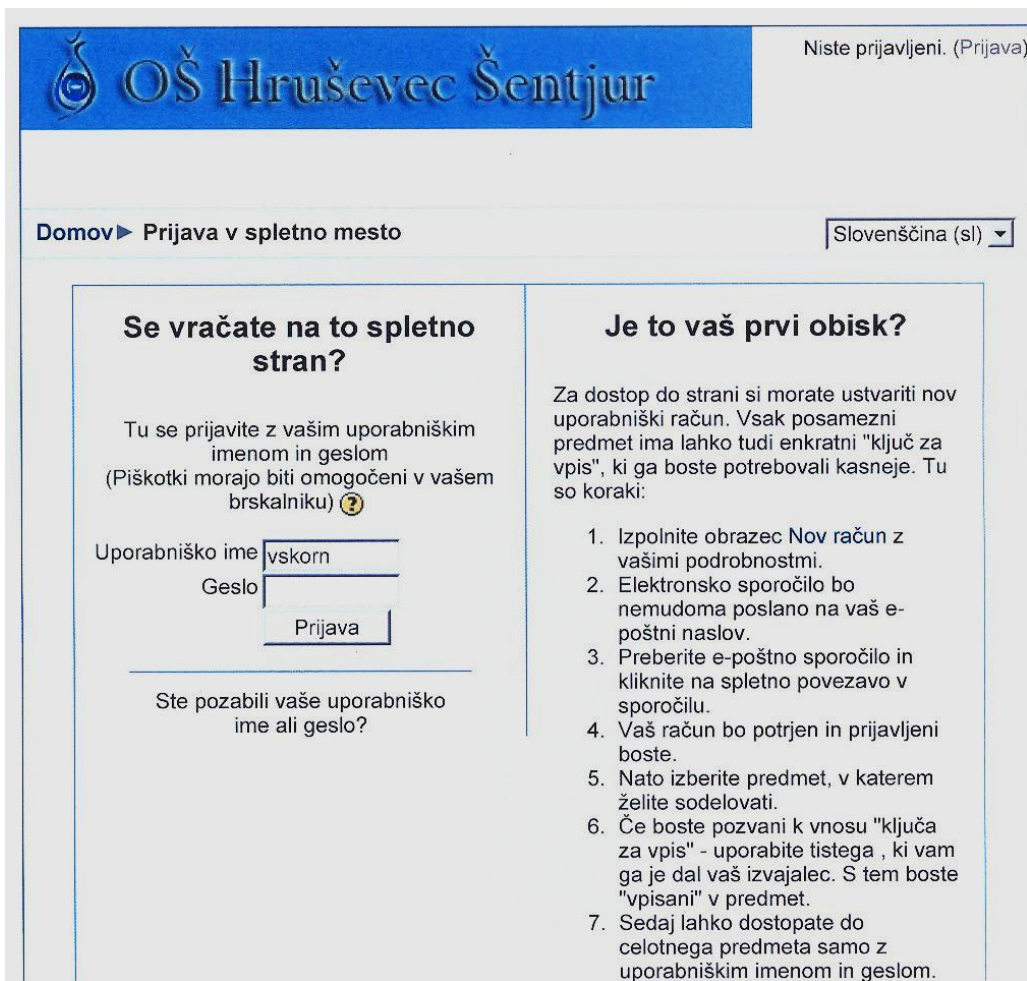 OŠ Hruševec Šentjur
Niste prijavljeni. (Prijava)
Domov► Prijava v spletno mesto
Slovenščina (sl)
Se vračate na to spletno
stran?
Tu se prijavite z vašim uporabniškim
imenom in geslom
(Piškotki morajo biti omogočeni v vašem
brskalniku) ?
Uporabniško ime vskorn
Geslo
Prijava
Ste pozabili vaše uporabniško
ime ali geslo?
Je to vaš prvi obisk?
Za dostop do strani si morate ustvariti nov
uporabniški račun. Vsak posamezni
predmet ima lahko tudi enkratni "ključ za
vpis", ki ga boste potrebovali kasneje. Tu
so koraki:
1. Izpolnite obrazec Nov račun z
vašimi podrobnostmi.
2. Elektronsko sporočilo bo
nemudoma poslano na vaš e-
poštni naslov.
3. Preberite e-poštno sporočilo in
kliknite na spletno povezavo v
sporočilu.
4. Vaš račun bo potrjen in prijavljeni
boste.
5. Nato izberite predmet, v katerem
želite sodelovati.
6. Če boste pozvani k vnosu "ključa
za vpis" - uporabite tistega , ki vam
ga je dal vaš izvajalec. S tem boste
"vpisani" v predmet.
7. Sedaj lahko dostopate do
celotnega predmeta samo z
uporabniškim imenom in geslom.